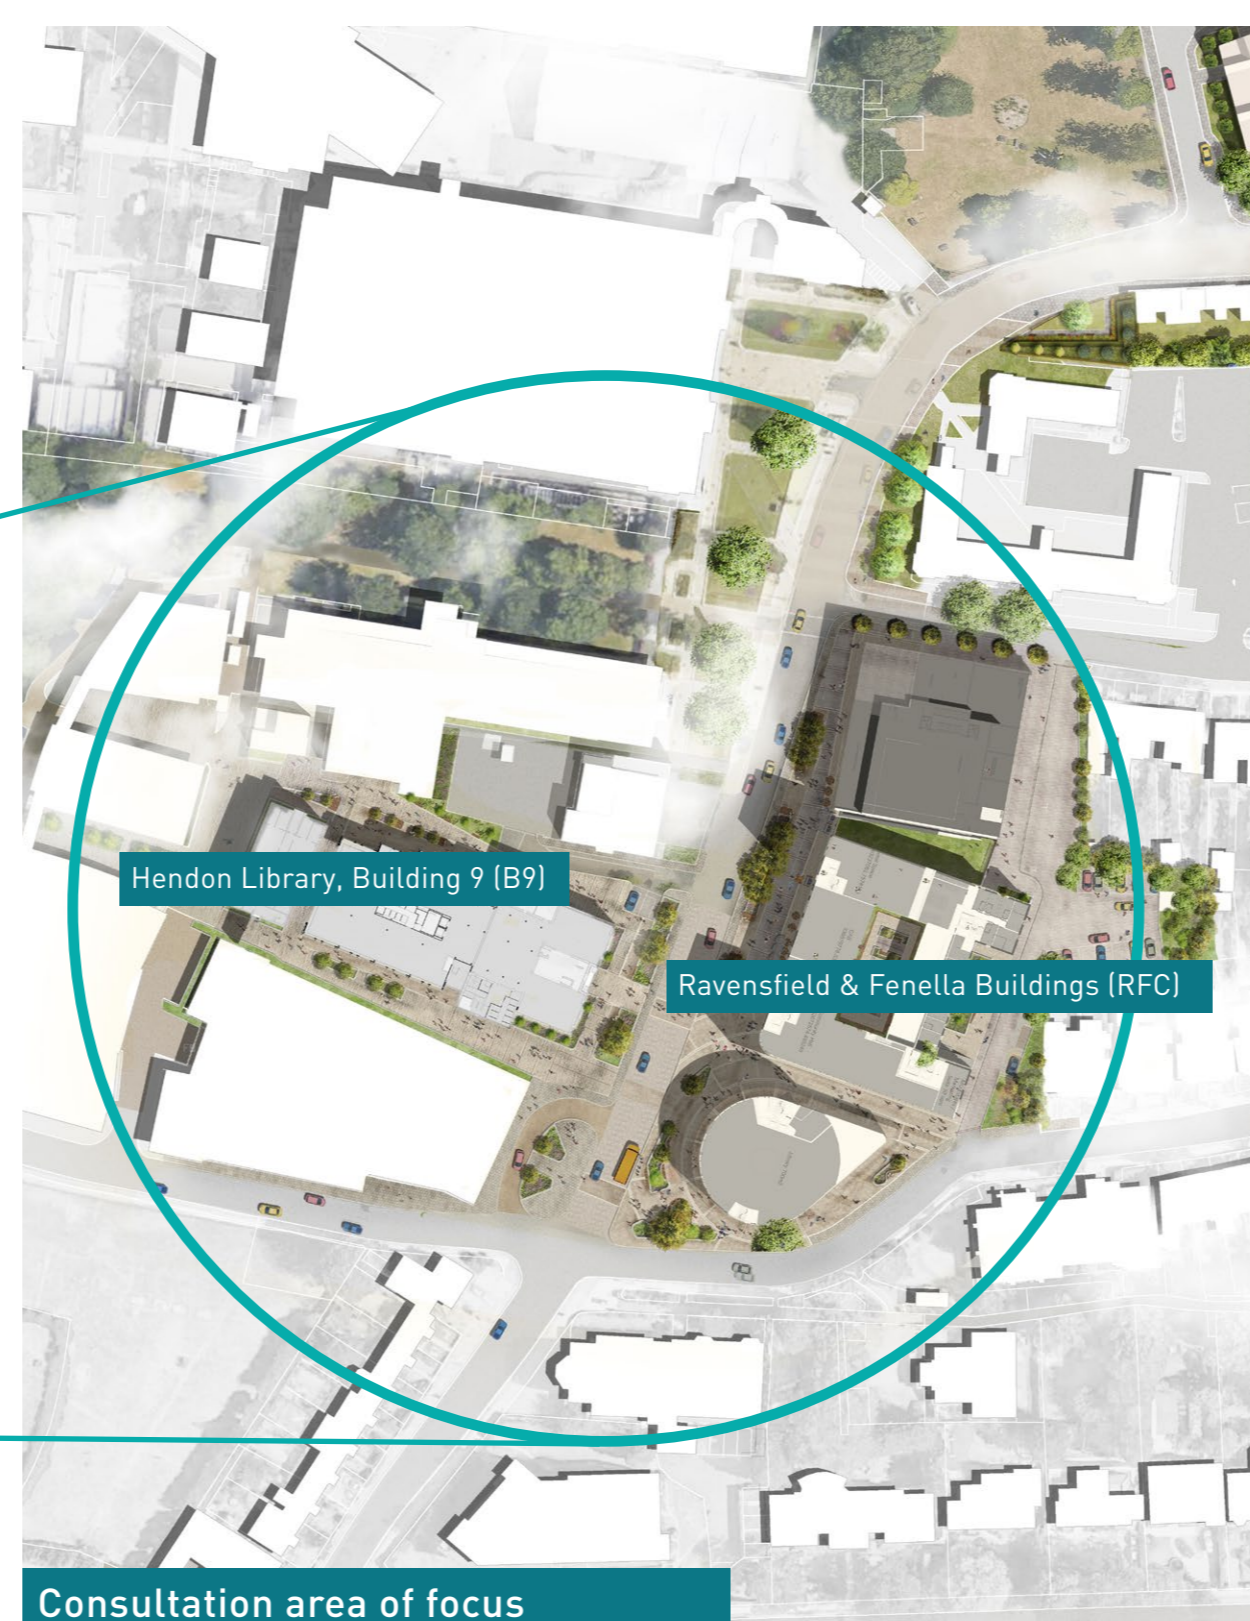 Hendon Library, Building 9 (B9)
Ravensfield & Fenella Buildings (RFC)
Consultation area of focus